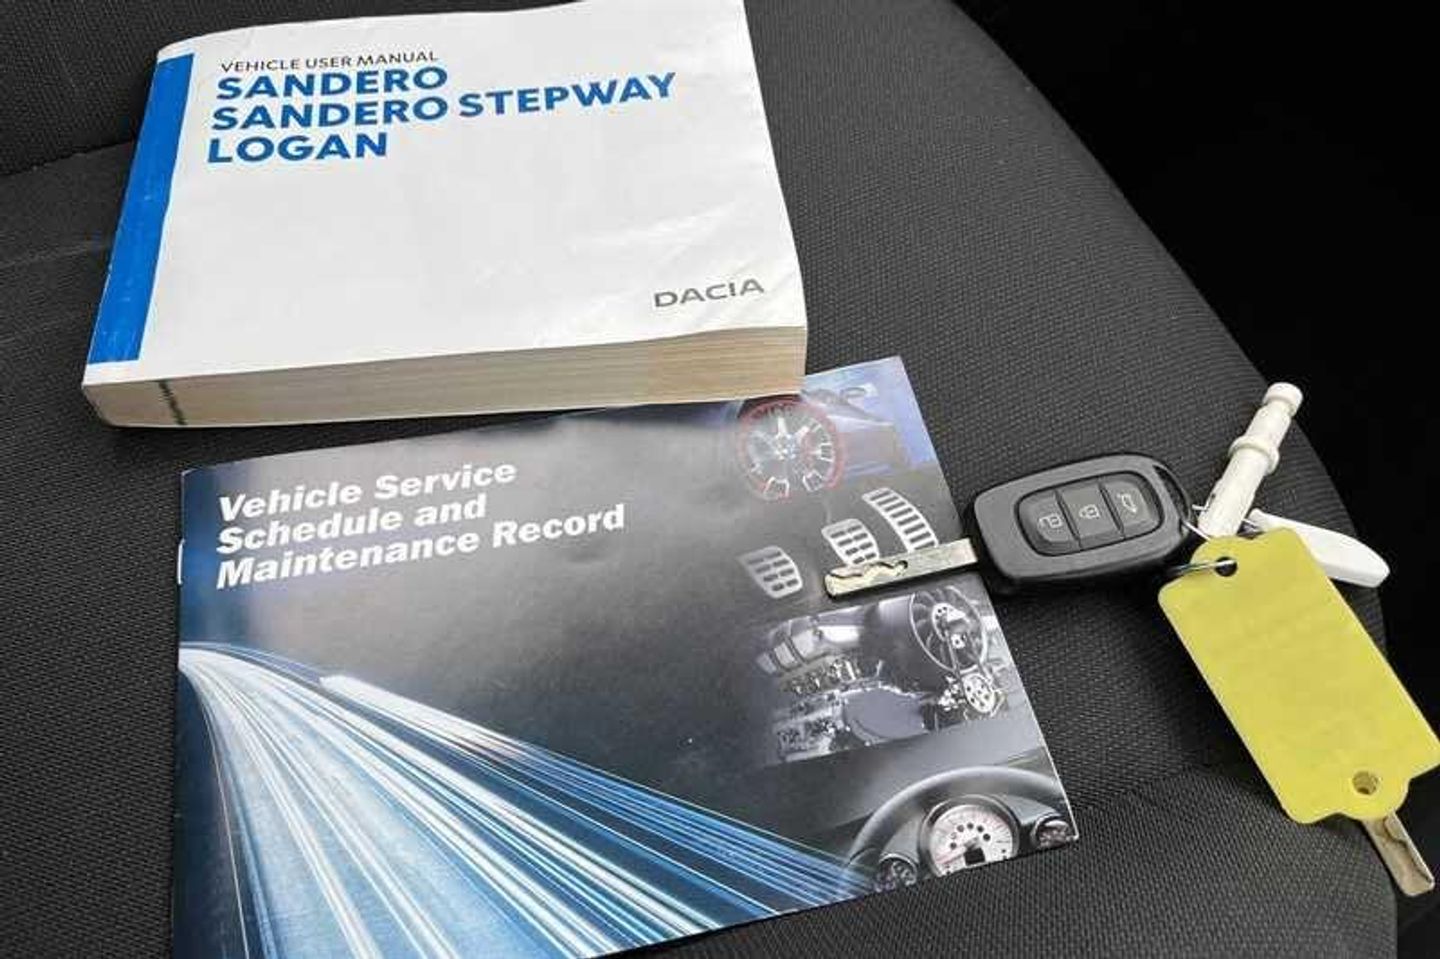 VEHICLE USER MANUAL
SANDERO
SANDERO STEPWAY
LOGAN
DACIA
Vehicle Service
Schedule and
Maintenance Record